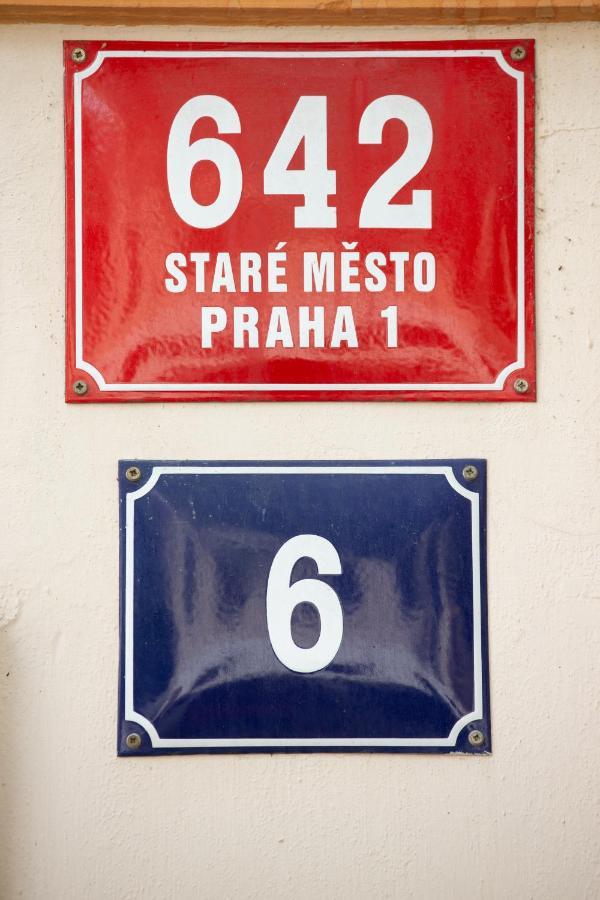 642
STARÉ MĚSTO
PRAHA 1
6